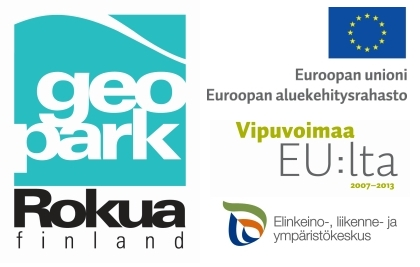 geo
park
Rokua
finland
Euroopan unioni
Euroopan aluekehitysrahasto
Vipuvoimaa
EU:lta
2007–2013
Elinkeino-, liikenne- ja
ympäristökeskus